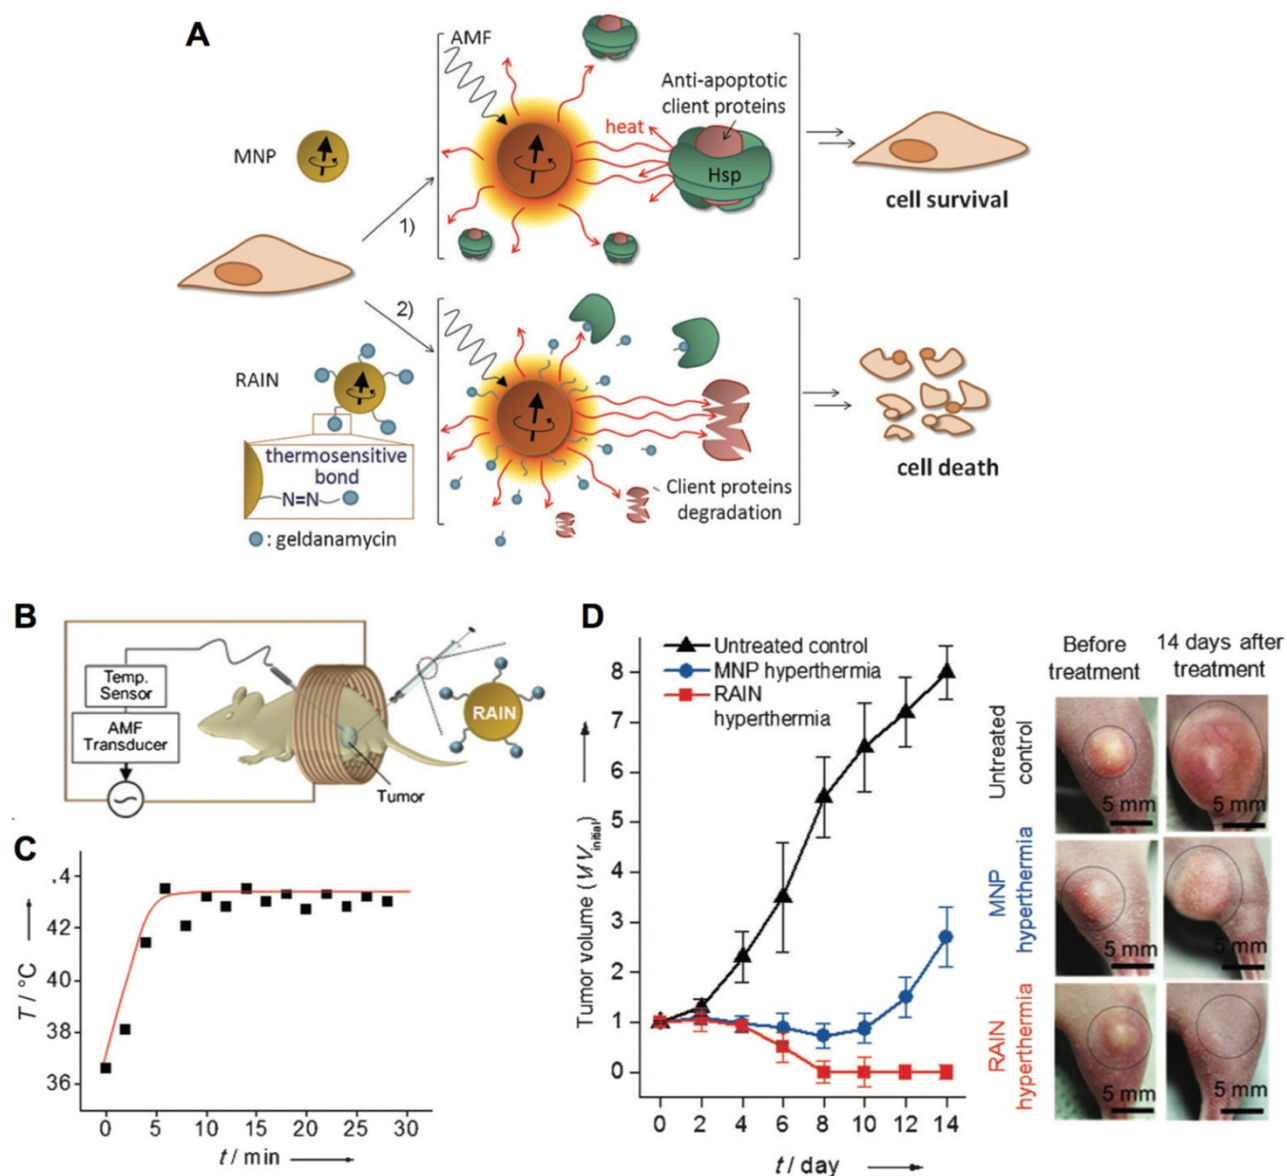 A
AMF
MNP
heat
Anti-apoptotic
client proteins
Hsp
cell survival
1)
2)
RAIN
thermosensitive
bond
N=N
: geldanamycin
Client proteins
degradation
cell death
B
Temp.
Sensor
AMF
Transducer
RAIN
Tumor
C
.4
42
40
38
36
T / °C
0 5 10 15 20 25 30
t / min
D
Untreated control
MNP hyperthermia
RAIN
hyperthermia
Tumor volume (V/V initial)
8
7
6
5
4
3
2
1
0
0 2 4 6 8 10 12 14
t / day
Before
treatment
14 days after
treatment
Untreated
control
5 mm
5 mm
MNP
hyperthermia
5 mm
5 mm
RAIN
hyperthermia
5 mm
5 mm